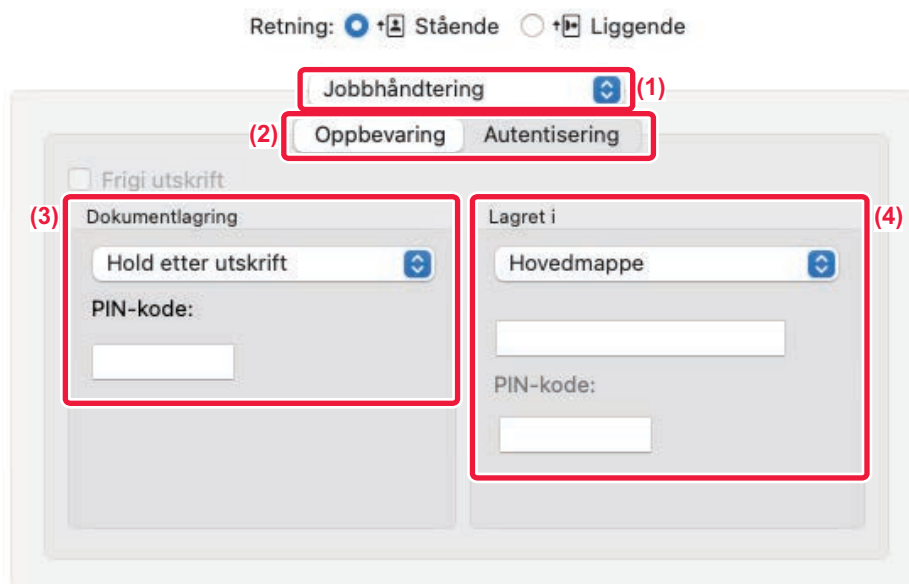 Retning: Stående Liggende
Jobbhåndtering (1)
(2) Oppbevaring Autentisering
Frigi utskrift
(3) Dokumentlagring Lagret i (4)
Hold etter utskrift Hovedmappe
PIN-kode:
PIN-kode: